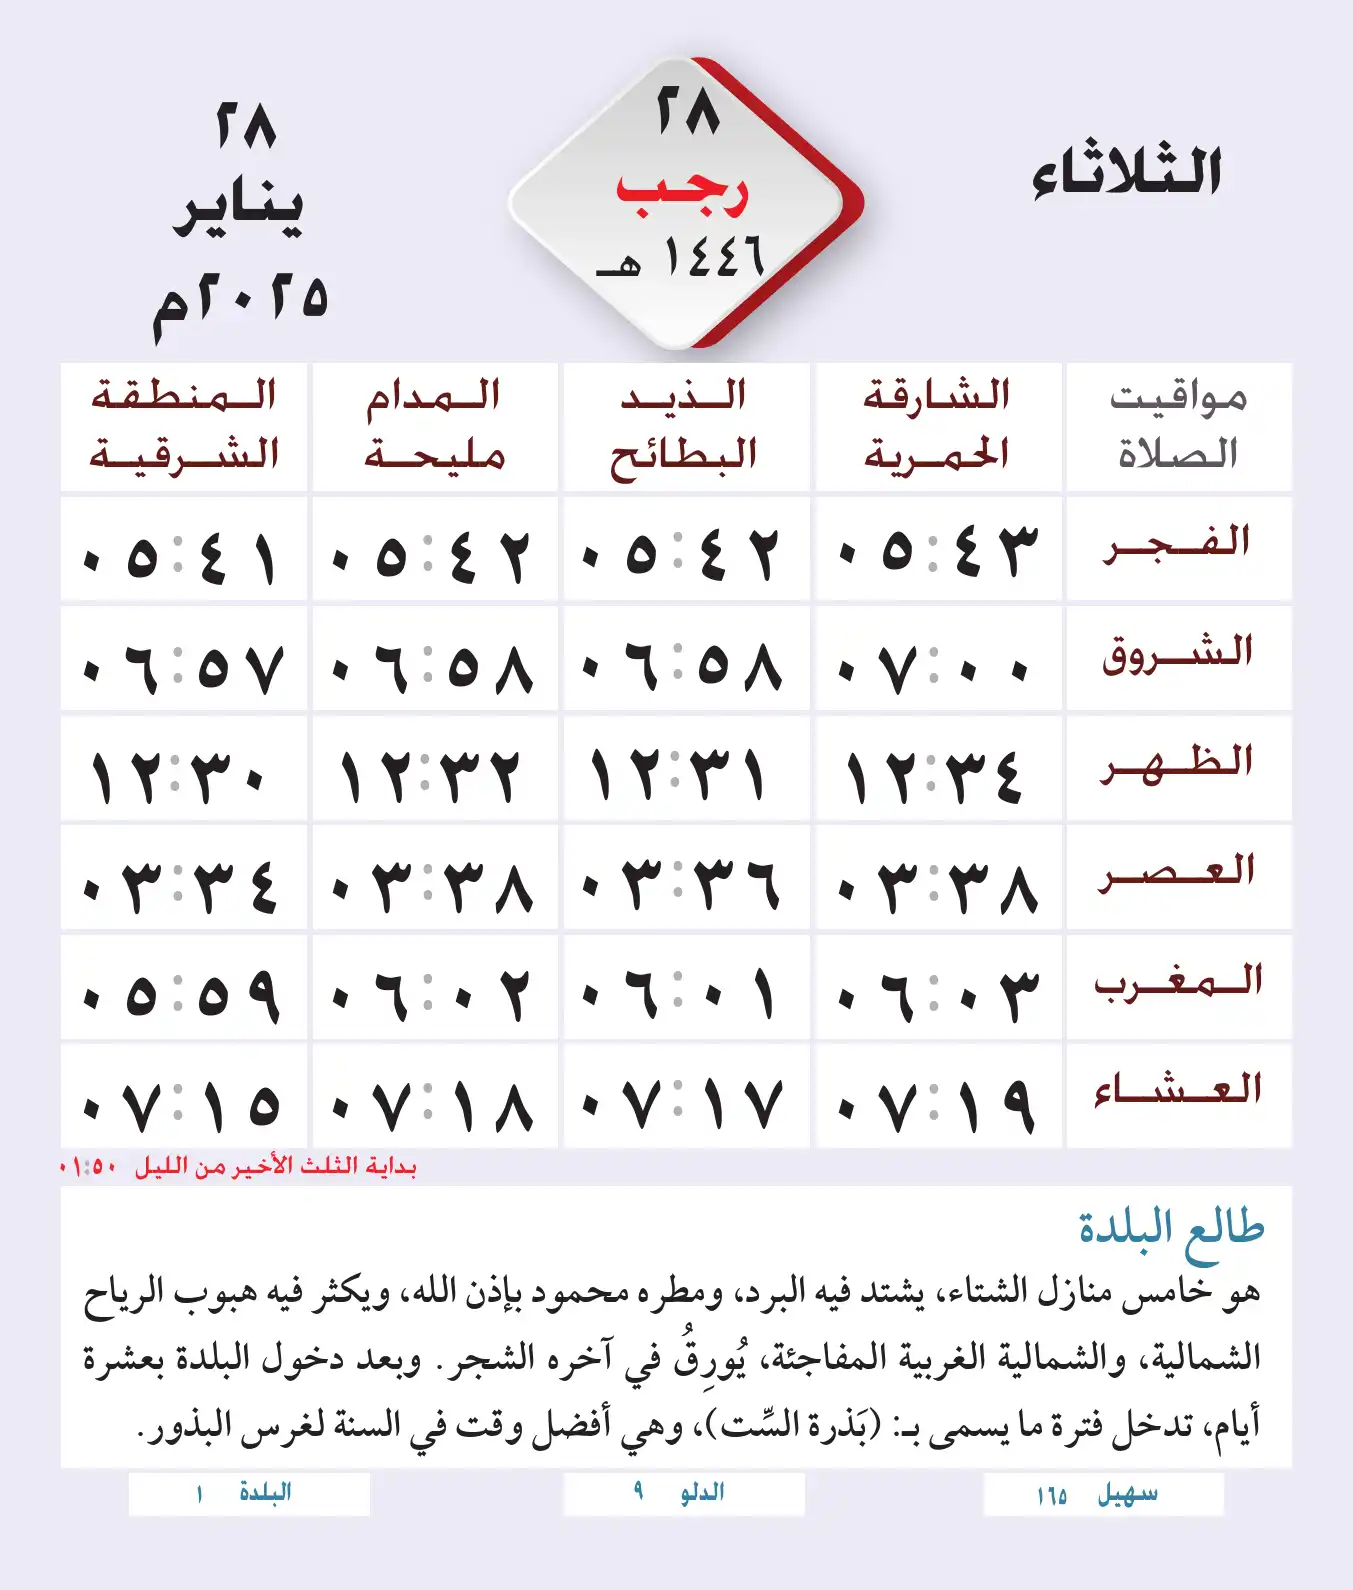 الثلاثاء
٢٨
رجب
١٤٤٦ هـ
٢٨
يناير
٢٠٢٥م
مواقيت الصلاة | الشارقة الحمرية | الذيد البطائح | المدام مليحة | المنطقة الشرقية
الفجر ٠٥:٤٣ ٠٥:٤٢ ٠٥:٤٢ ٠٥:٤١
الشروق ٠٧:٠٠ ٠٦:٥٨ ٠٦:٥٨ ٠٦:٥٧
الظهر ١٢:٣٤ ١٢:٣١ ١٢:٣٢ ١٢:٣٠
العصر ٠٣:٣٨ ٠٣:٣٦ ٠٣:٣٨ ٠٣:٣٤
المغرب ٠٦:٠٣ ٠٦:٠١ ٠٦:٠٢ ٠٥:٥٩
العشاء ٠٧:١٩ ٠٧:١٧ ٠٧:١٨ ٠٧:١٥
بداية الثلث الأخير من الليل ٠١:٥٠
طالع البلدة
هو خامس منازل الشتاء، يشتد فيه البرد، ومطره محمود بإذن الله، ويكثر فيه هبوب الرياح
الشمالية، والشمالية الغربية المفاجئة، يُورِقُ في آخره الشجر. وبعد دخول البلدة بعشرة
أيام، تدخل فترة ما يسمى بـ: (بَذرة السِّت)، وهي أفضل وقت في السنة لغرس البذور.
سهيل ١٦٥
الدلو ٩
البلدة ١